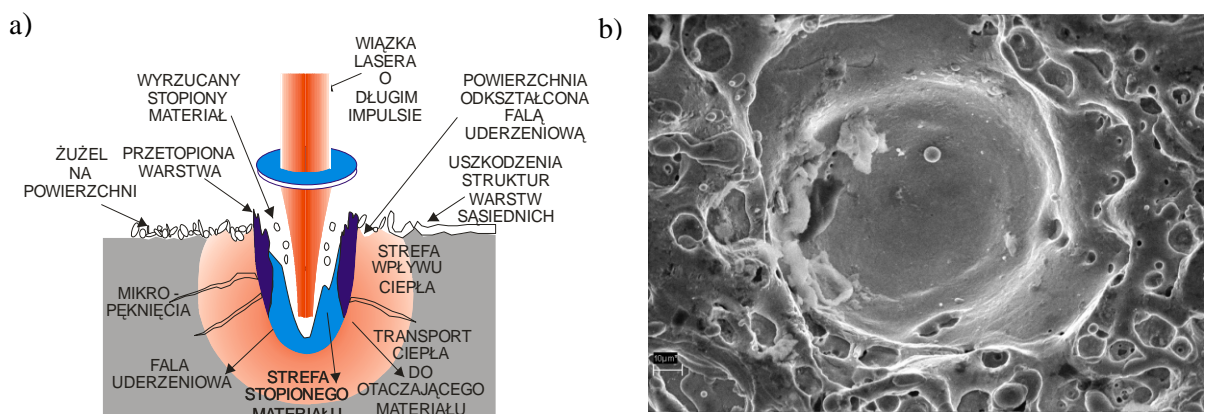 a)
WIĄZKA
LASERA
O
DŁUGIM
IMPULSIE
WYRZUCANY
STOPIONY
MATERIAŁ
POWIERZCHNIA
ODKSZTAŁCONA
FALĄ
UDERZENIOWĄ
ŻUŻEL
NA
POWIERZCHNI
PRZETOPIONA
WARSTWA
USZKODZENIA
STRUKTUR
WARSTW
SĄSIEDNICH
STREFA
WPŁYWU
CIEPŁA
MIKRO -
PĘKNIĘCIA
FALA
UDERZENIOWA
STREFA
STOPIONEGO
MATERIAŁU
TRANSPORT
CIEPŁA
DO
OTACZAJĄCEGO
MATERIAŁU
b)
10µm*